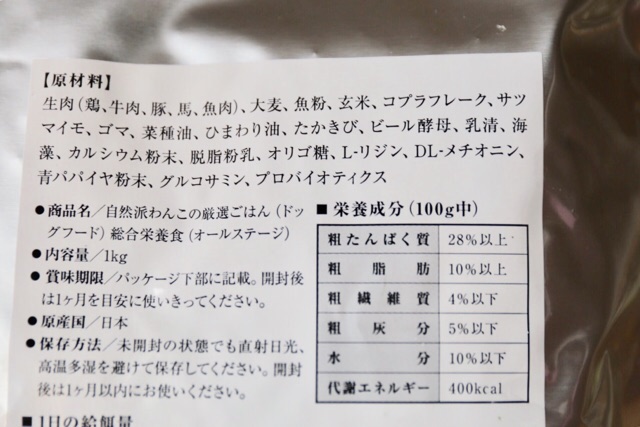 【原材料】
生肉(鶏、牛肉、豚、馬、魚肉)、大麦、魚粉、玄米、コプラフレーク、サツ
マイモ、ゴマ、菜種油、ひまわり油、たかきび、ビール酵母、乳清、海
藻、カルシウム粉末、脱脂粉乳、オリゴ糖、L-リジン、DL-メチオニン、
青パパイヤ粉末、グルコサミン、プロバイオティクス
●商品名/自然派わんこの厳選ごはん(ドッ
グフード)総合栄養食(オールステージ)
●内容量/1kg
●賞味期限/パッケージ下部に記載。開封後
は1ヶ月を目安に使いきってください。
●原産国/日本
●保存方法/未開封の状態でも直射日光、
高温多湿を避けて保存してください。開封
後は1ヶ月以内にお使いください。
■栄養成分(100g中)
粗たんぱく質 28%以上
粗脂肪 10%以上
粗繊維質 4%以下
粗灰分 5%以下
水分 10%以下
代謝エネルギー 400kcal
■1日の給餌量